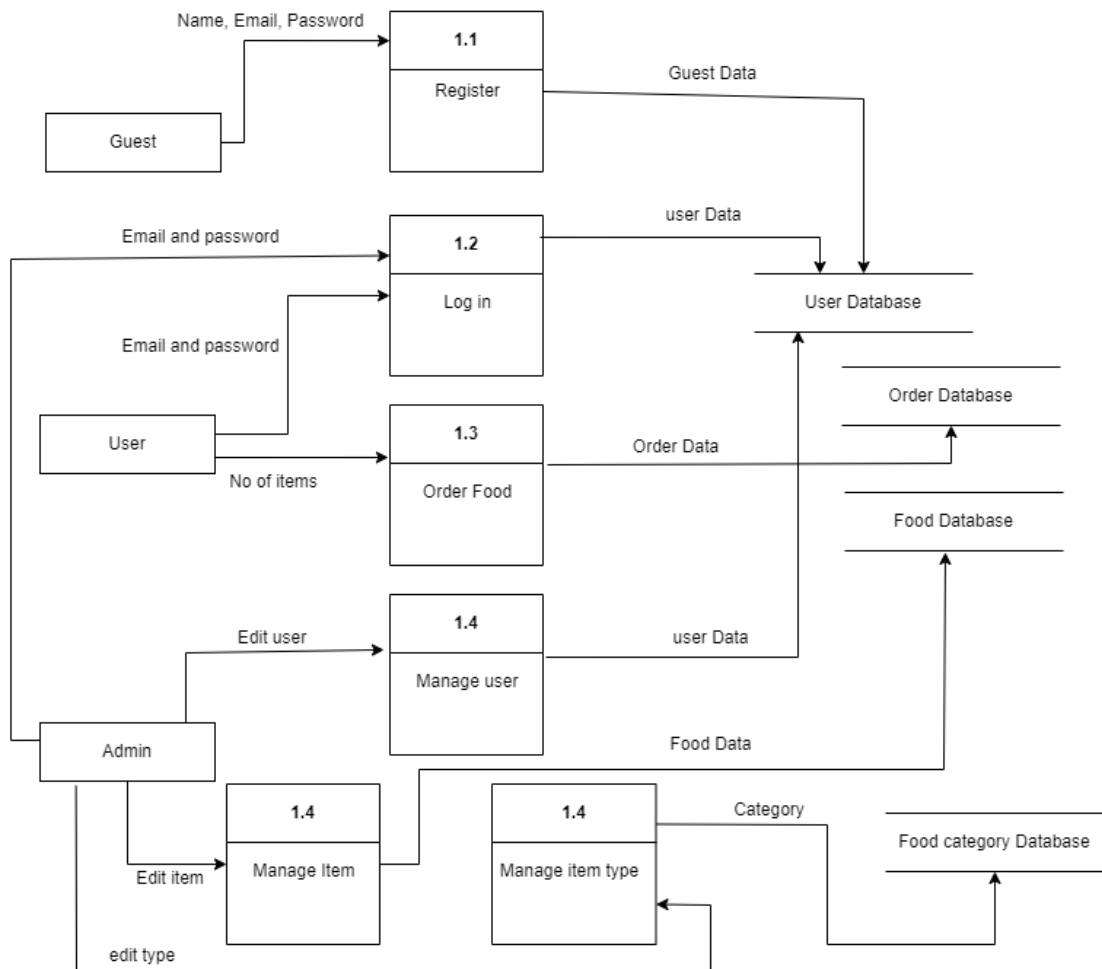 Name, Email, Password
1.1
Register
Guest Data
Guest
1.2
Log in
user Data
Email and password
User Database
Email and password
Order Database
User
1.3
Order Food
Order Data
No of items
Food Database
1.4
Manage user
Edit user
user Data
Admin
Food Data
1.4
Manage Item
1.4
Manage item type
Category
Food category Database
Edit item
edit type